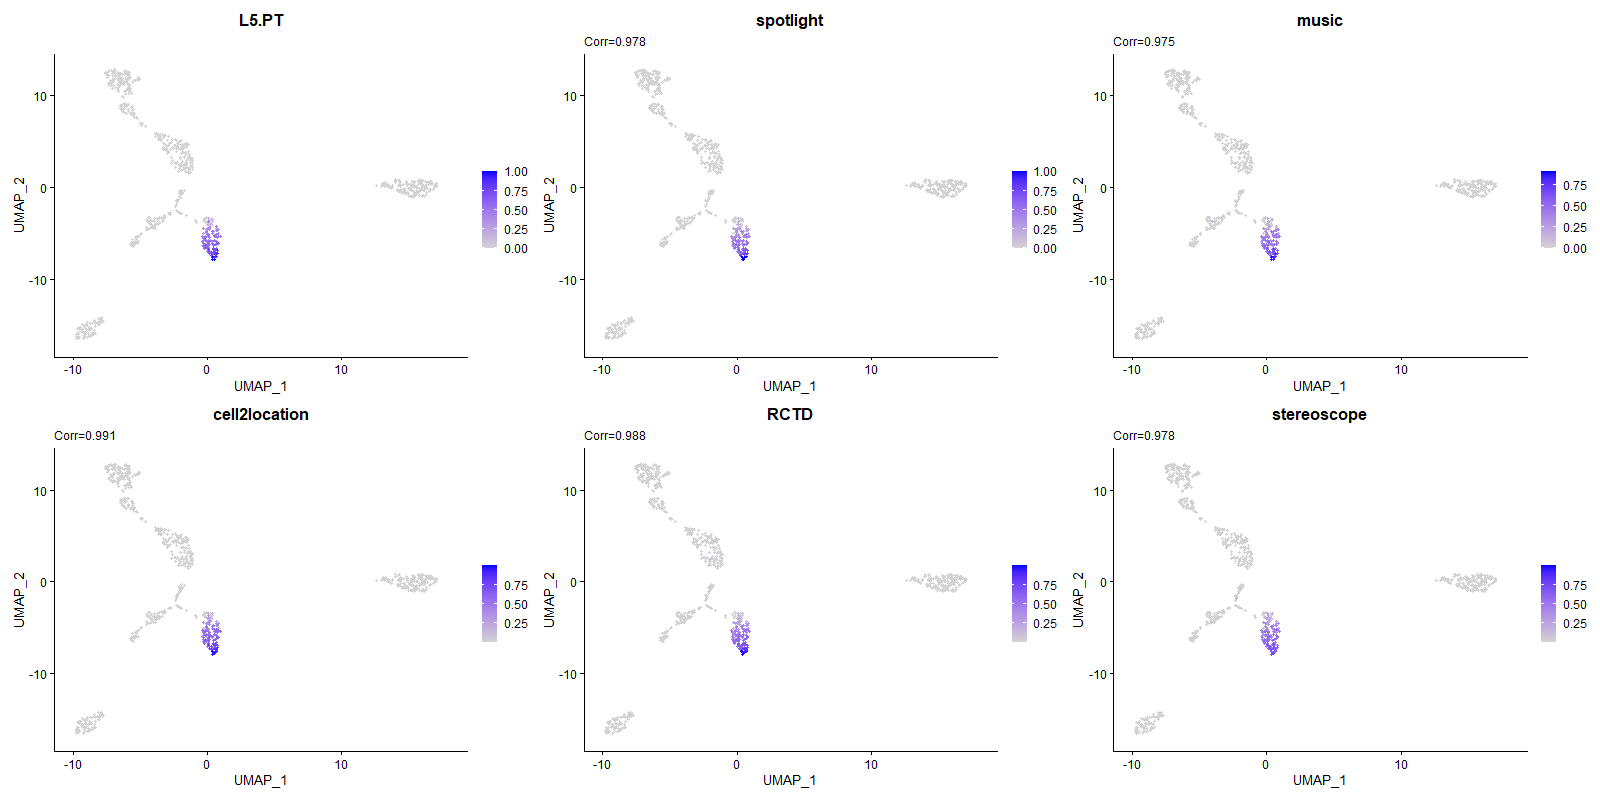 L5.PT
10
0
-10
UMAP_2
-10
0
10
UMAP_1
1.00
0.75
0.50
0.25
0.00
spotlight
Corr=0.978
10
0
-10
UMAP_2
-10
0
10
UMAP_1
1.00
0.75
0.50
0.25
0.00
music
Corr=0.975
10
0
-10
UMAP_2
-10
0
10
UMAP_1
0.75
0.50
0.25
0.00
cell2location
Corr=0.991
10
0
-10
UMAP_2
-10
0
10
UMAP_1
0.75
0.50
0.25
RCTD
Corr=0.988
10
0
-10
UMAP_2
-10
0
10
UMAP_1
0.75
0.50
0.25
stereoscope
Corr=0.978
10
0
-10
UMAP_2
-10
0
10
UMAP_1
0.75
0.50
0.25